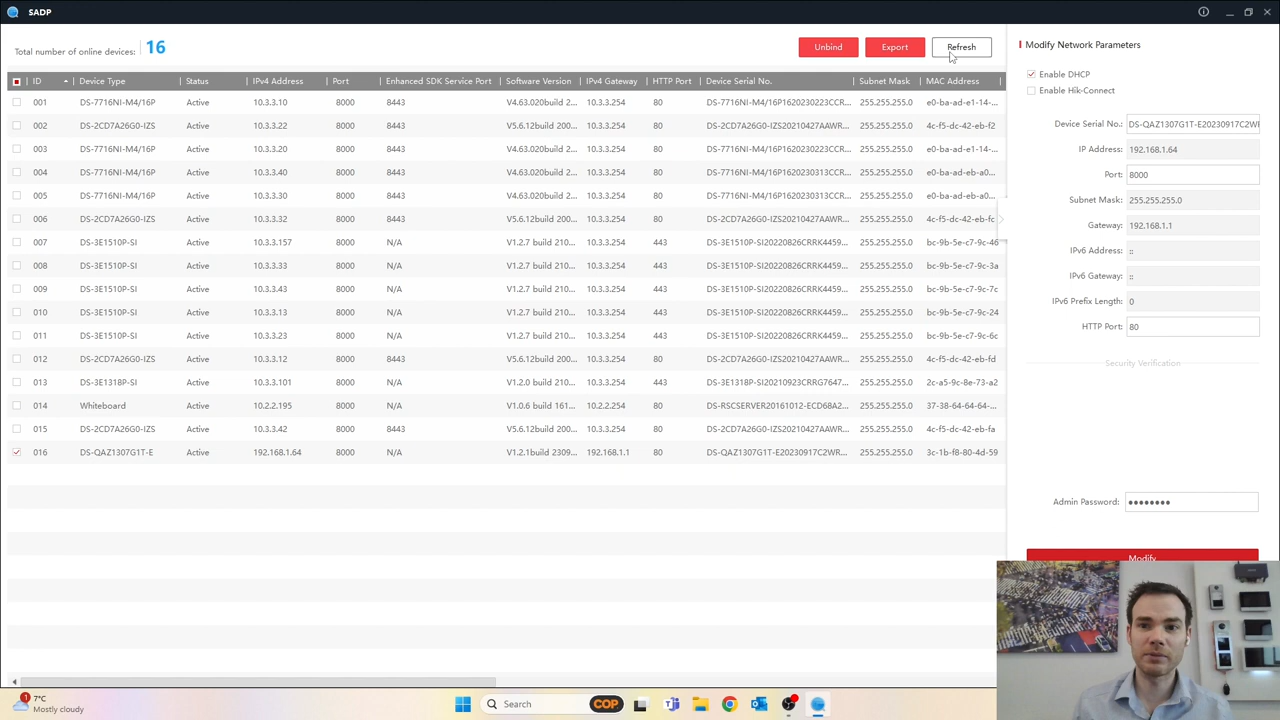 SADP
Total number of online devices: 16
Unbind
Export
Refresh
ID Device Type Status IPv4 Address Port Enhanced SDK Service Port Software Version IPv4 Gateway HTTP Port Device Serial No. Subnet Mask MAC Address
001 DS-7716NI-M4/16P Active 10.3.3.10 8000 8443 V4.63.020build 2... 10.3.3.254 80 DS-7716NI-M4/16P1620230223CCR... 255.255.255.0 e0-ba-ad-e1-14-...
002 DS-2CD7A26G0-IZS Active 10.3.3.22 8000 8443 V5.6.12build 200... 10.3.3.254 80 DS-2CD7A26G0-IZS20210427AAWR... 255.255.255.0 4c-f5-dc-42-eb-f2
003 DS-7716NI-M4/16P Active 10.3.3.20 8000 8443 V4.63.020build 2... 10.3.3.254 80 DS-7716NI-M4/16P1620230223CCR... 255.255.255.0 e0-ba-ad-e1-14-...
004 DS-7716NI-M4/16P Active 10.3.3.40 8000 8443 V4.63.020build 3... 10.3.3.254 80 DS-7716NI-M4/16P1620230313CCR... 255.255.255.0 e0-ba-ad-eb-a0...
005 DS-7716NI-M4/16P Active 10.3.3.30 8000 8443 V4.63.020build 3... 10.3.3.254 80 DS-7716NI-M4/16P1620230313CCR... 255.255.255.0 e0-ba-ad-eb-a0...
006 DS-2CD7A26G0-IZS Active 10.3.3.32 8000 8443 V5.6.12build 200... 10.3.3.254 80 DS-2CD7A26G0-IZS20210427AAWR... 255.255.255.0 4c-f5-dc-42-eb-fc
007 DS-3E1510P-SI Active 10.3.3.157 8000 N/A V1.2.7 build 210... 10.3.3.254 443 DS-3E1510P-SI20220826CRRK4459... 255.255.255.0 bc-9b-5e-c7-9c-46
008 DS-3E1510P-SI Active 10.3.3.33 8000 N/A V1.2.7 build 210... 10.3.3.254 443 DS-3E1510P-SI20220826CRRK4459... 255.255.255.0 bc-9b-5e-c7-9c-3a
009 DS-3E1510P-SI Active 10.3.3.43 8000 N/A V1.2.7 build 210... 10.3.3.254 443 DS-3E1510P-SI20220826CRRK4459... 255.255.255.0 bc-9b-5e-c7-9c-7c
010 DS-3E1510P-SI Active 10.3.3.13 8000 N/A V1.2.7 build 210... 10.3.3.254 443 DS-3E1510P-SI20220826CRRK4459... 255.255.255.0 bc-9b-5e-c7-9c-24
011 DS-3E1510P-SI Active 10.3.3.23 8000 N/A V1.2.7 build 210... 10.3.3.254 443 DS-3E1510P-SI20220826CRRK4459... 255.255.255.0 bc-9b-5e-c7-9c-6c
012 DS-2CD7A26G0-IZS Active 10.3.3.12 8000 8443 V5.6.12build 200... 10.3.3.254 80 DS-2CD7A26G0-IZS20210427AAWR... 255.255.255.0 4c-f5-dc-42-eb-fd
013 DS-3E1318P-SI Active 10.3.3.101 8000 N/A V1.2.0 build 210... 10.3.3.254 443 DS-3E1318P-SI20210923CRRG7647... 255.255.255.0 2c-a5-9c-8e-73-a2
014 Whiteboard Active 10.2.2.195 8000 N/A V1.0.6 build 161... 10.2.2.254 80 DS-RSCSERVER20161012-ECD68A2... 255.255.255.0 37-38-64-64-64-...
015 DS-2CD7A26G0-IZS Active 10.3.3.42 8000 8443 V5.6.12build 200... 10.3.3.254 80 DS-2CD7A26G0-IZS20210427AAWR... 255.255.255.0 4c-f5-dc-42-eb-fa
016 DS-QAZ1307G1T-E Active 192.168.1.64 8000 N/A V1.2.1build 2309... 192.168.1.1 80 DS-QAZ1307G1T-E20230917C2WR... 255.255.255.0 3c-1b-f8-80-4d-59
Modify Network Parameters
Enable DHCP
Enable Hik-Connect
Device Serial No.: DS-QAZ1307G1T-E20230917C2W
IP Address: 192.168.1.64
Port: 8000
Subnet Mask: 255.255.255.0
Gateway: 192.168.1.1
IPv6 Address: ::
IPv6 Gateway: ::
IPv6 Prefix Length: 0
HTTP Port: 80
Security Verification
Admin Password: ●●●●●●●●
Modify
1
7°C
Mostly cloudy
Search
COP